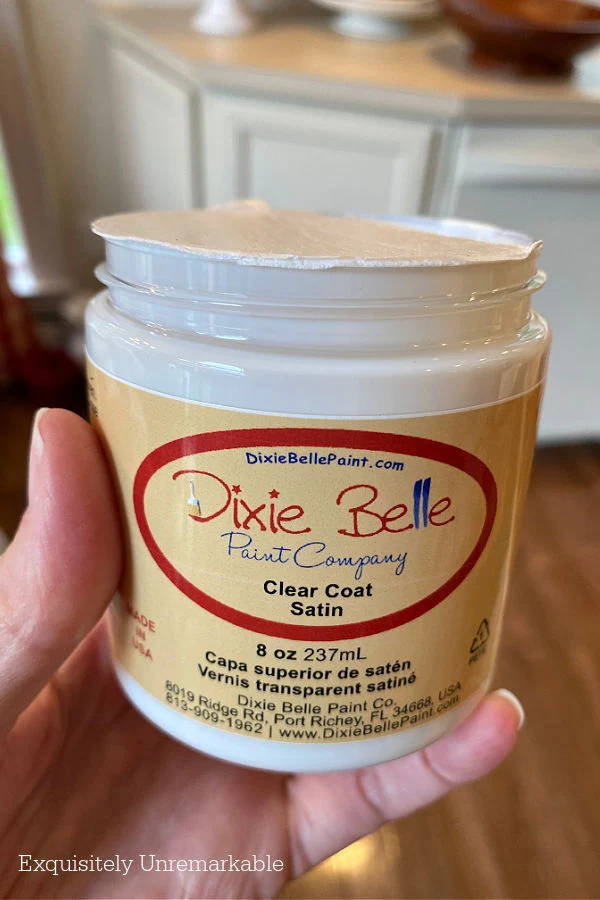 DixieBellePaint.com
Dixie Belle
Paint Company
Clear Coat
Satin
MADE
IN
USA
8 oz 237mL
Capa superior de satén
Vernis transparent satiné
Dixie Belle Paint Co.
8019 Ridge Rd, Port Richey, FL 34668, USA
813-909-1962 | www.DixieBellePaint.com
PETE
Exquisitely Unremarkable